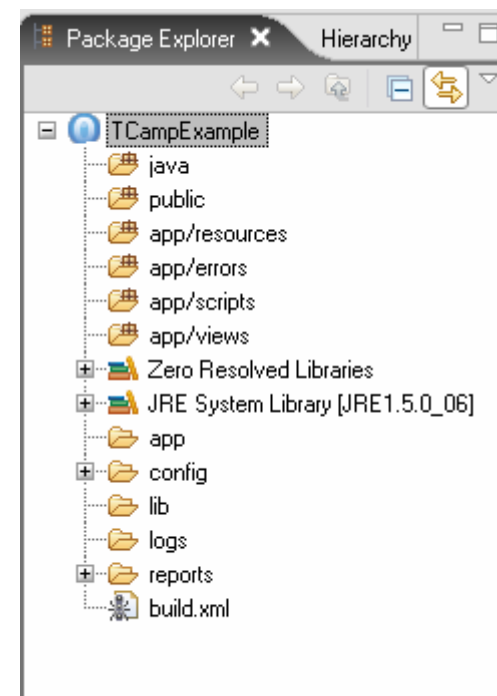 Package Explorer Hierarchy
TCampExample
java
public
app/resources
app/errors
app/scripts
app/views
Zero Resolved Libraries
JRE System Library [JRE1.5.0_06]
app
config
lib
logs
reports
build.xml